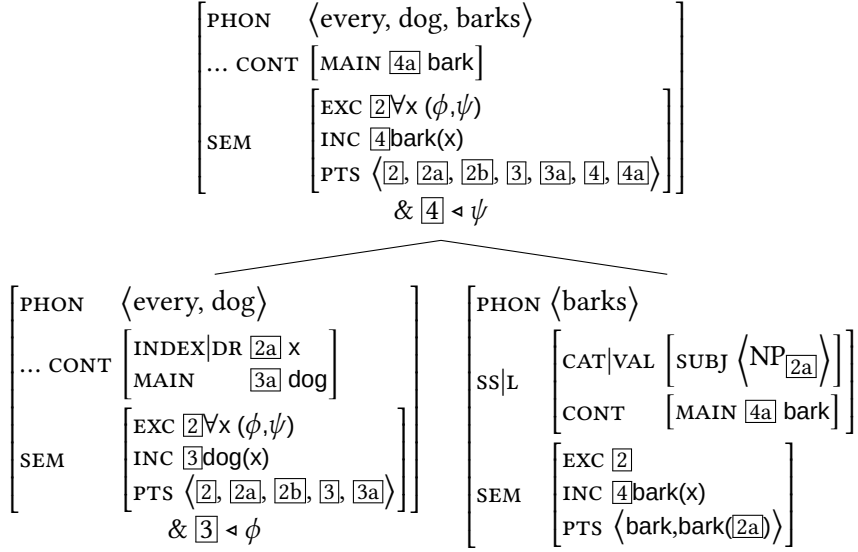 PHON ⟨every, dog, barks⟩
… CONT [MAIN 4a bark]
SEM
EXC 2∀x (ϕ,ψ)
INC 4bark(x)
PTS ⟨2, 2a, 2b, 3, 3a, 4, 4a⟩
& 4 ◃ ψ
PHON ⟨every, dog⟩
… CONT
INDEX|DR 2a x
MAIN 3a dog
SEM
EXC 2∀x (ϕ,ψ)
INC 3dog(x)
PTS ⟨2, 2a, 2b, 3, 3a⟩
& 3 ◃ ϕ
PHON ⟨barks⟩
SS|L
CAT|VAL [SUBJ ⟨NP2a⟩]
CONT [MAIN 4a bark]
SEM
EXC 2
INC 4bark(x)
PTS ⟨bark,bark(2a)⟩